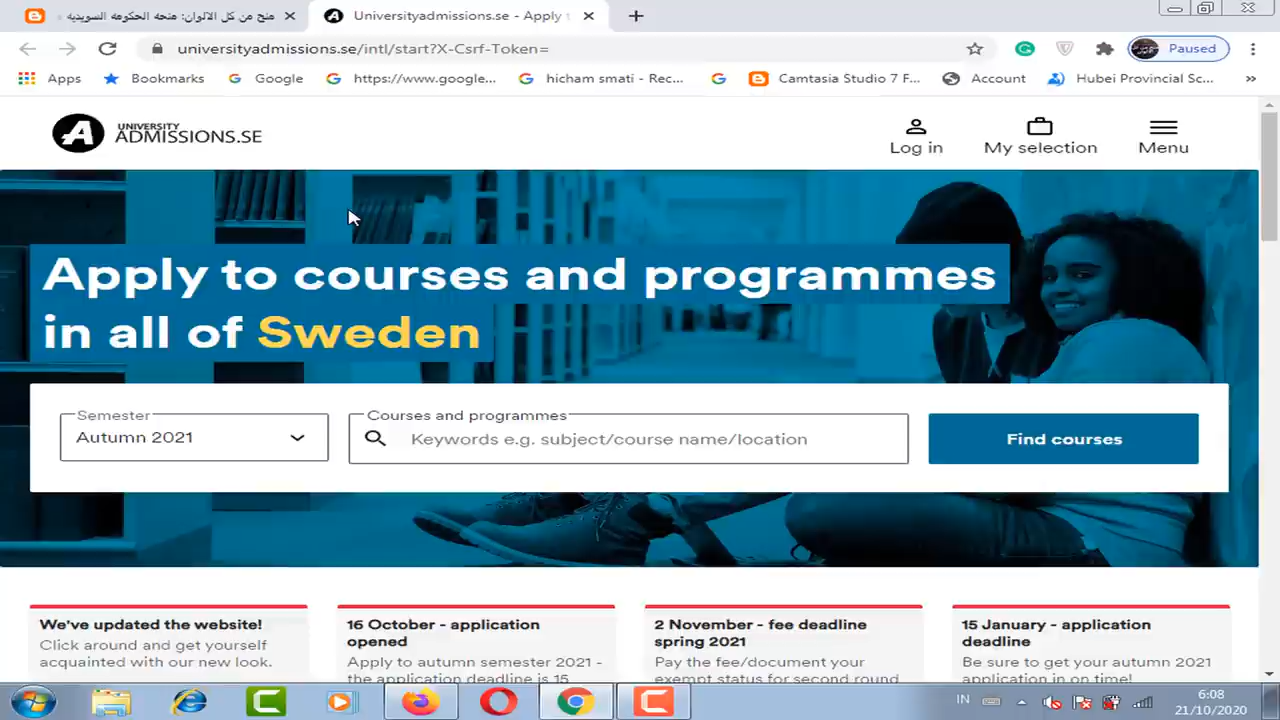 منح من كل الالوان: منحه الحكومه السويديه
Universityadmissions.se - Apply
universityadmissions.se/intl/start?X-Csrf-Token=
Paused
Apps
Bookmarks
Google
https://www.google...
hicham smati - Rec...
Camtasia Studio 7 F...
Account
Hubei Provincial Sc...
»
UNIVERSITY
ADMISSIONS.SE
Log in
My selection
Menu
Apply to courses and programmes
in all of Sweden
Semester
Autumn 2021
Courses and programmes
Keywords e.g. subject/course name/location
Find courses
We've updated the website!
Click around and get yourself
acquainted with our new look.
16 October - application
opened
Apply to autumn semester 2021 -
the application deadline is 15
2 November - fee deadline
spring 2021
Pay the fee/document your
exempt status for second round
15 January - application
deadline
Be sure to get your autumn 2021
application in on time!
IN
6:08
21/10/2020